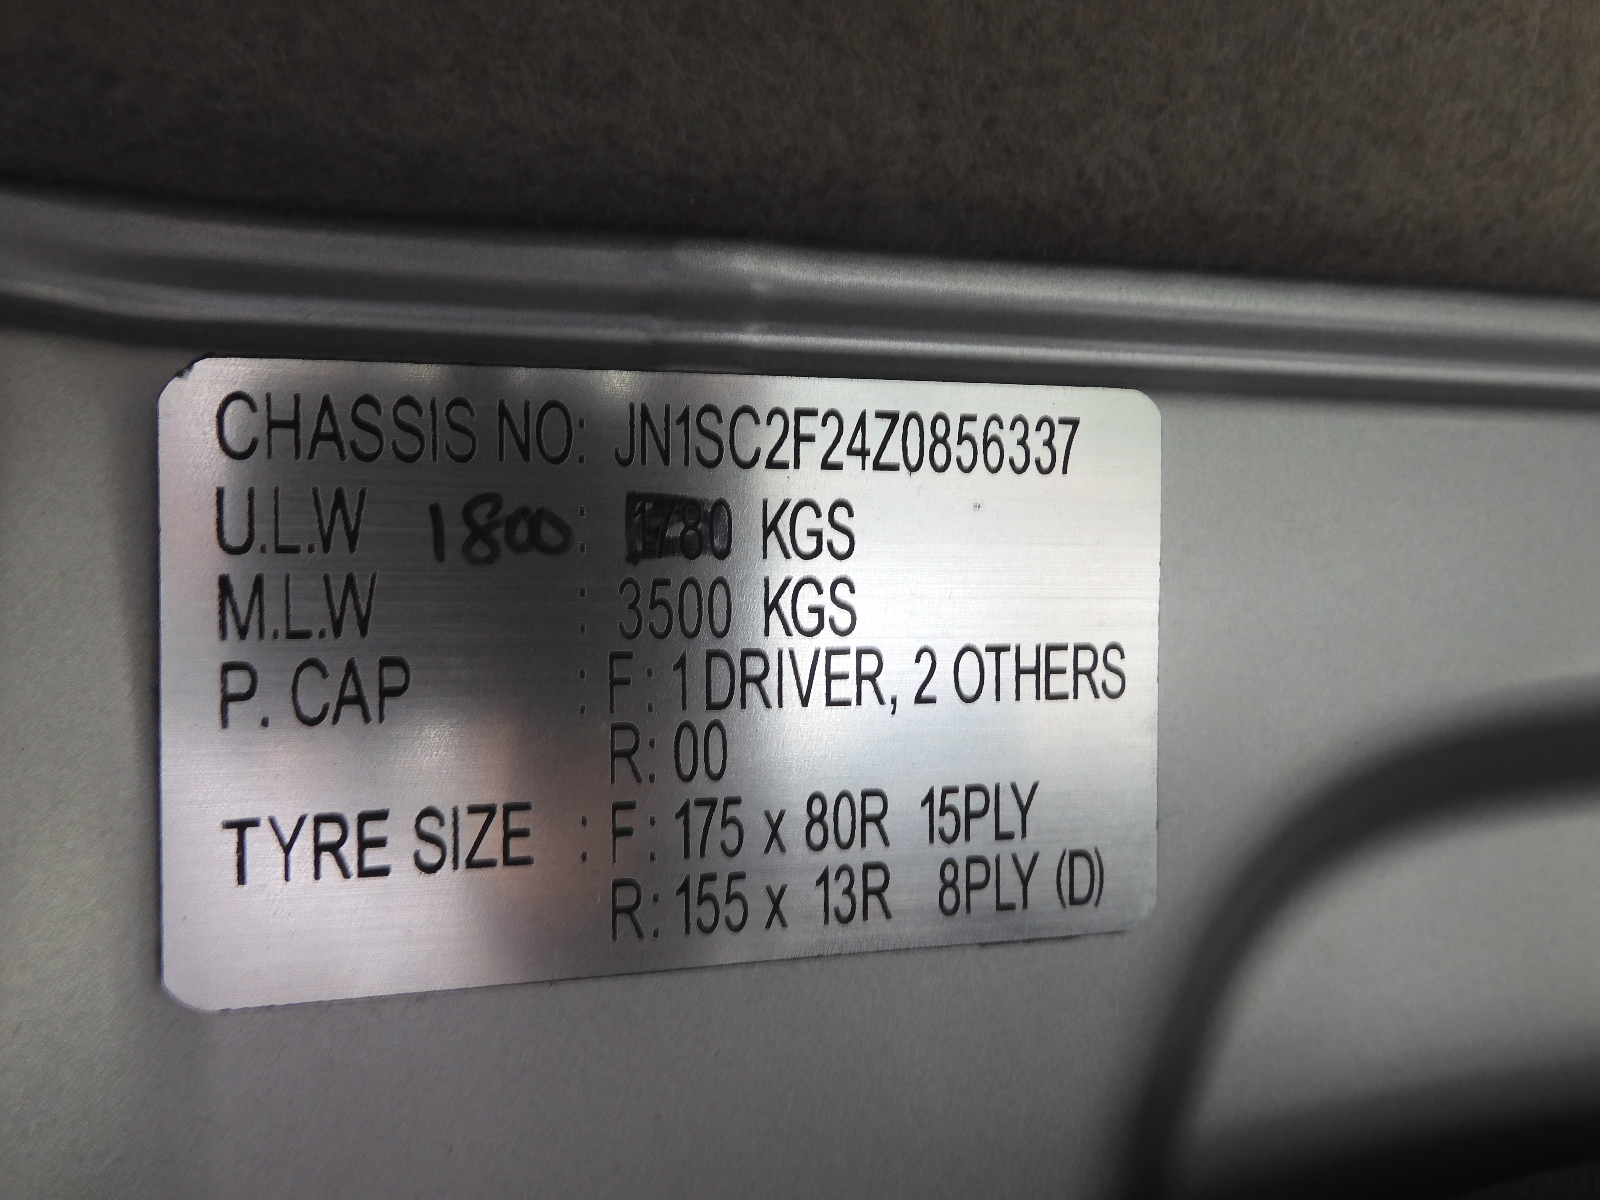 CHASSIS NO: JN1SC2F24Z0856337
U.L.W 1800 : 1780 KGS
M.L.W : 3500 KGS
P. CAP : F: 1 DRIVER, 2 OTHERS
R: 00
TYRE SIZE : F: 175 x 80R 15PLY
R: 155 x 13R 8PLY (D)